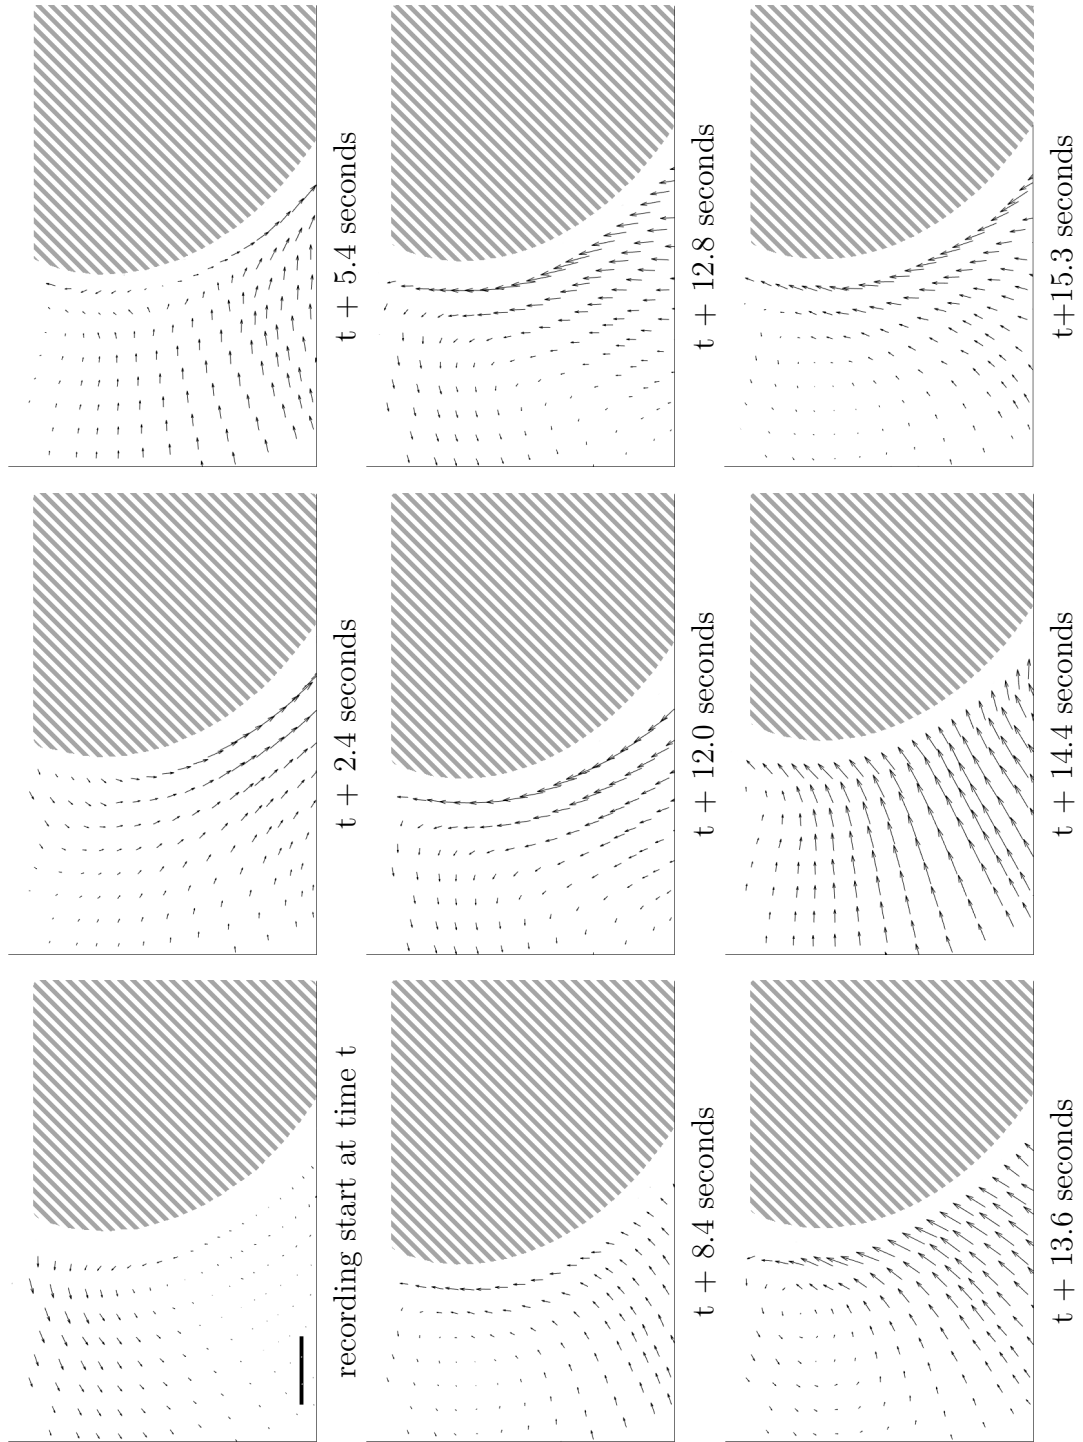 recording start at time t
t + 2.4 seconds
t + 5.4 seconds
t + 8.4 seconds
t + 12.0 seconds
t + 12.8 seconds
t + 13.6 seconds
t + 14.4 seconds
t+15.3 seconds